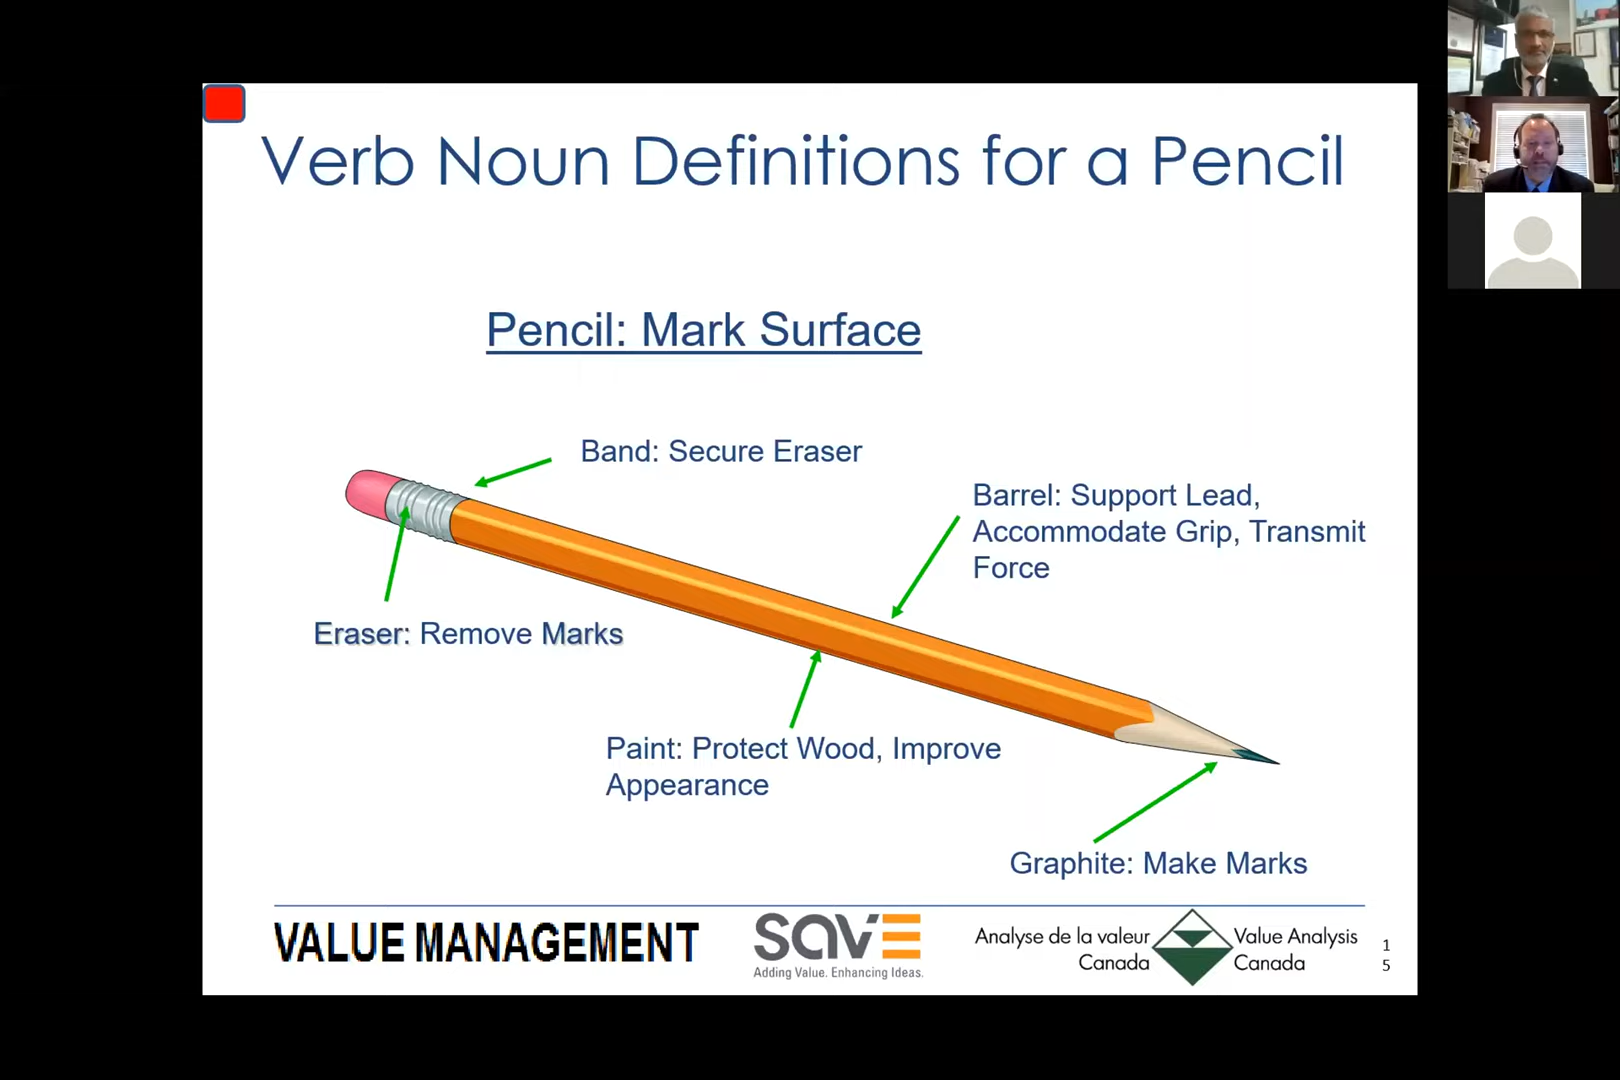 Verb Noun Definitions for a Pencil
Pencil: Mark Surface
Band: Secure Eraser
Barrel: Support Lead,
Accommodate Grip, Transmit
Force
Eraser: Remove Marks
Paint: Protect Wood, Improve
Appearance
Graphite: Make Marks
VALUE MANAGEMENT
SAVE
Adding Value. Enhancing Ideas.
Analyse de la valeur
Canada
Value Analysis
Canada
1
5